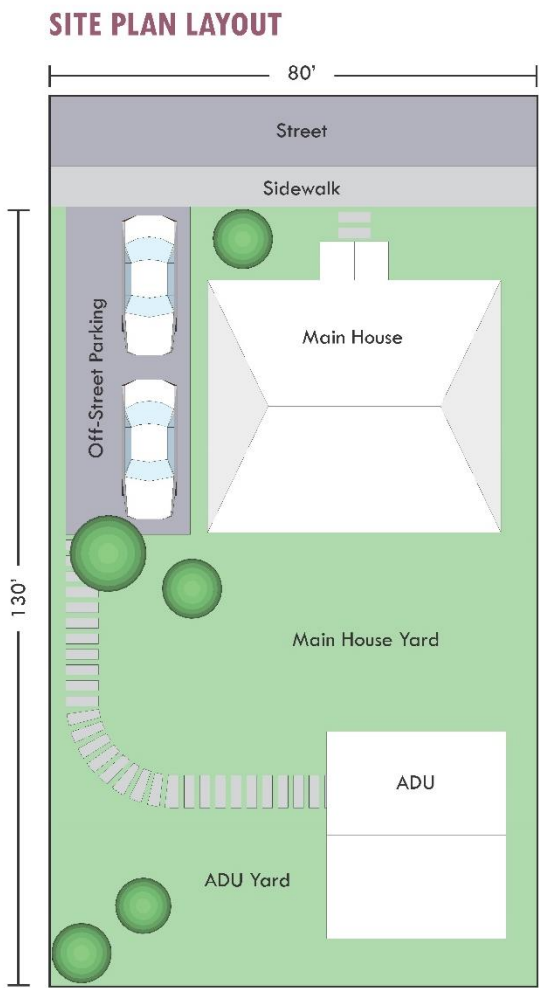 SITE PLAN LAYOUT
80'
Street
Sidewalk
Off-Street Parking
Main House
130'
Main House Yard
ADU
ADU Yard